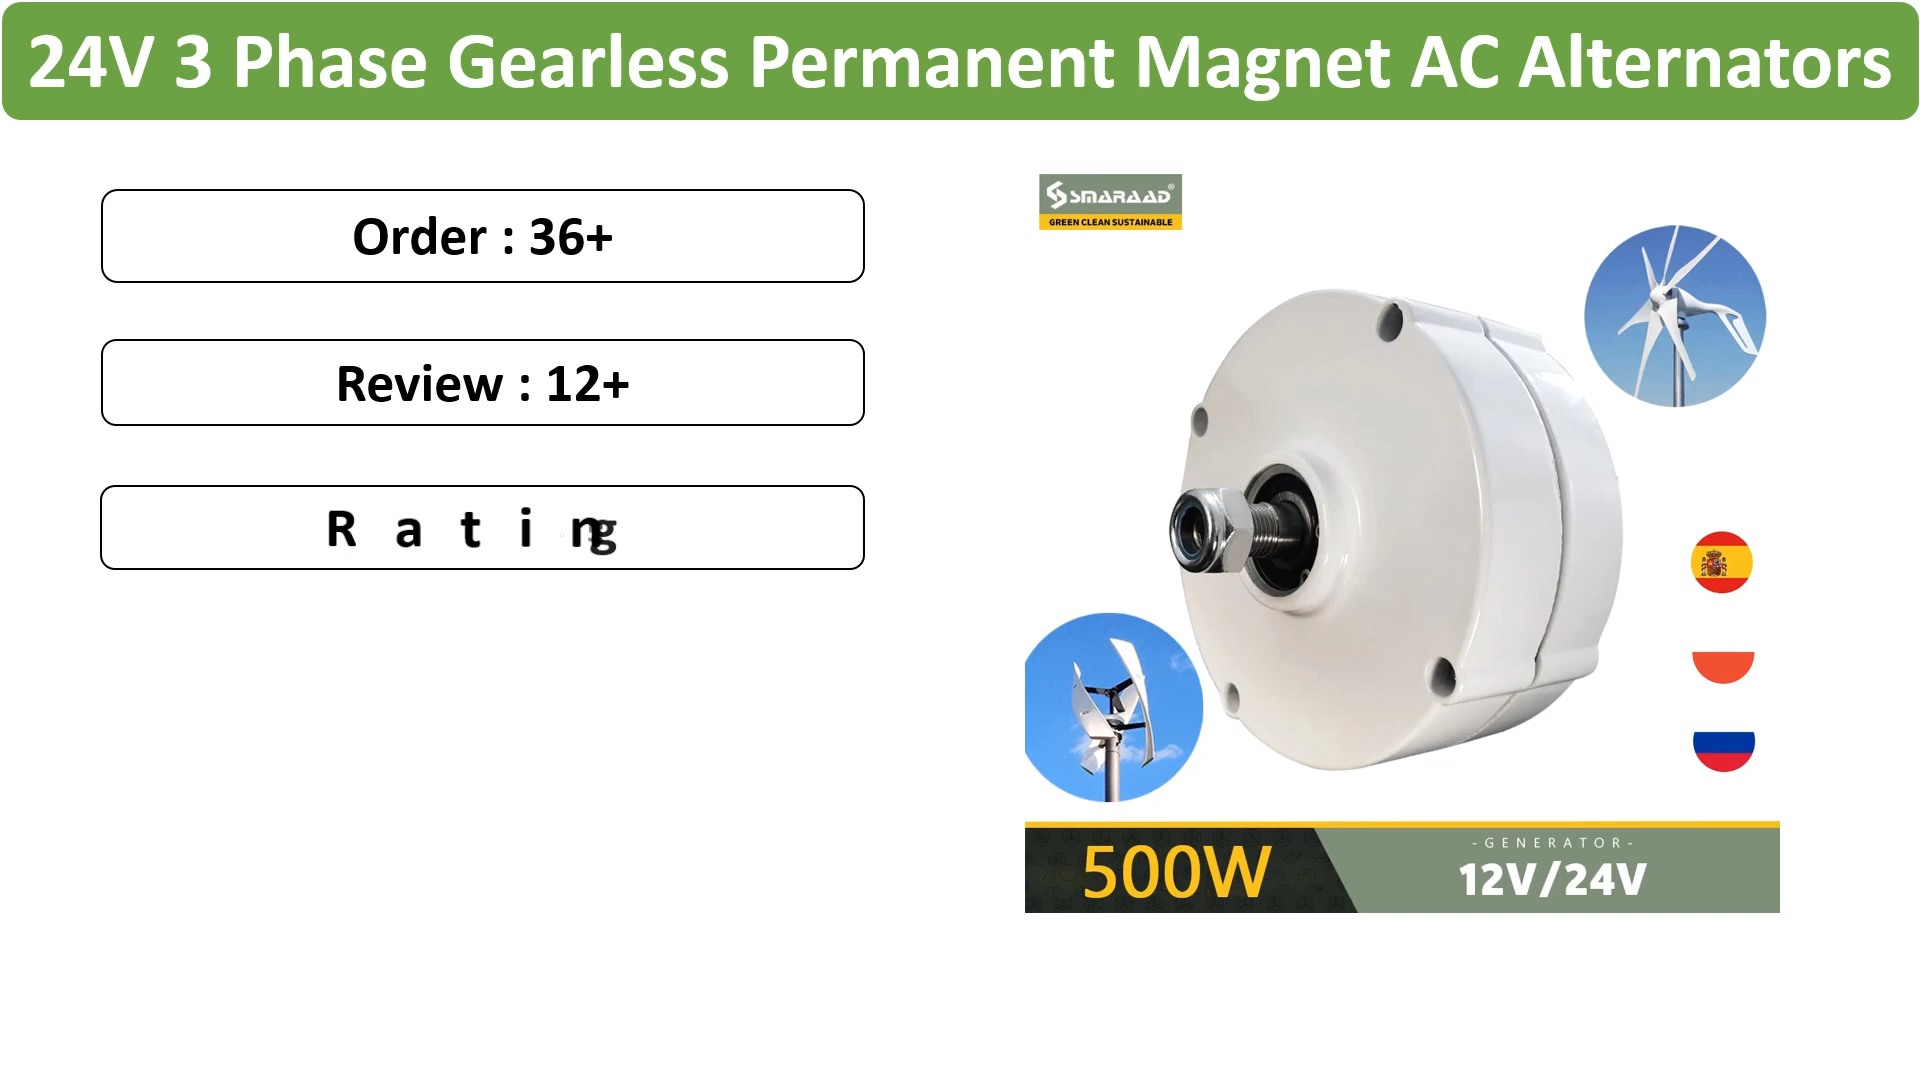 24V 3 Phase Gearless Permanent Magnet AC Alternators
Order : 36+
Review : 12+
Rating
SMARAAD®
GREEN CLEAN SUSTAINABLE
500W
-GENERATOR-
12V/24V